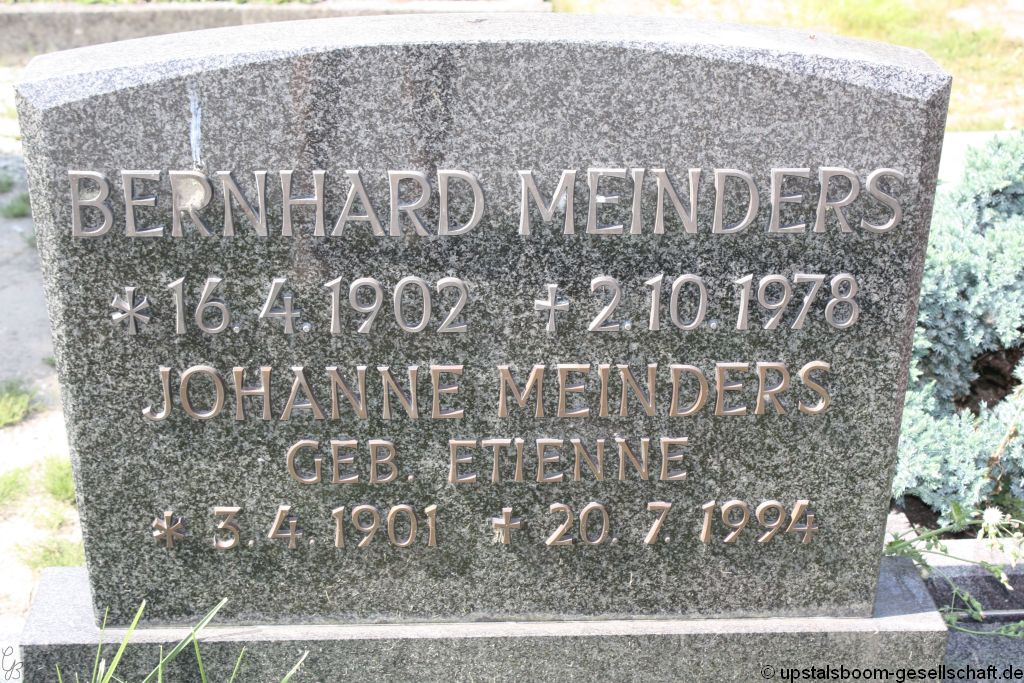 BERNHARD MEINDERS
* 16.4.1902 ✝ 2.10.1978
JOHANNE MEINDERS
GEB. ETIENNE
* 3.4.1901 ✝ 20.7.1994
© upstalsboom-gesellschaft.de